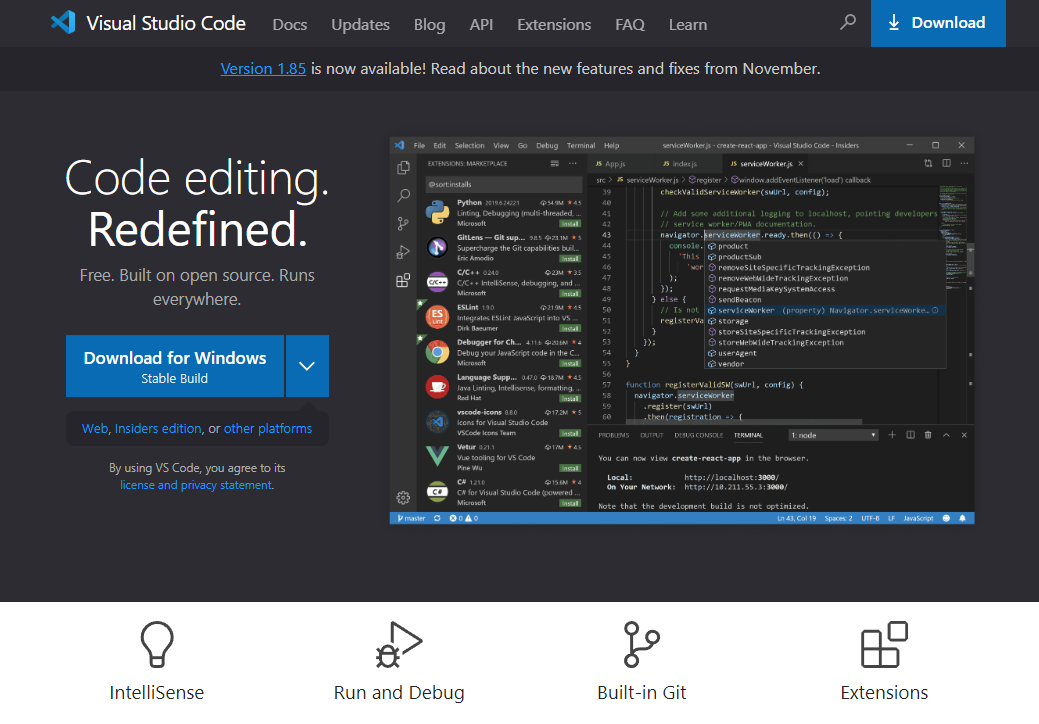 Visual Studio Code Docs Updates Blog API Extensions FAQ Learn Download
Version 1.85 is now available! Read about the new features and fixes from November.
Code editing.
Redefined.
Free. Built on open source. Runs
everywhere.
Download for Windows
Stable Build
Web, Insiders edition, or other platforms
By using VS Code, you agree to its
license and privacy statement.
File Edit Selection View Go Debug Terminal Help serviceWorker.js - create-react-app - Visual Studio Code - Insiders
EXTENSIONS: MARKETPLACE
@sort:installs
Python 2019.6.24221 54.9M 4.5
Linting, Debugging (multi-threaded, ...
Microsoft Install
GitLens — Git sup... 9.8.5 23.1M 5
Supercharge the Git capabilities buil...
Eric Amodio Install
C/C++ 0.24.0 23M 3.5
C/C++ IntelliSense, debugging, and ...
Microsoft Install
ESLint 1.9.0 21.9M 4.5
Integrates ESLint JavaScript into VS ...
Dirk Baeumer Install
Debugger for Ch... 4.11.6 20.6M 4
Debug your JavaScript code in the C...
Microsoft Install
Language Supp... 0.47.0 18.7M 4.5
Java Linting, Intellisense, formatting, ...
Red Hat Install
vscode-icons 8.8.0 17.2M 5
Icons for Visual Studio Code
VSCode Icons Team Install
Vetur 0.21.1 17M 4.5
Vue tooling for VS Code
Pine Wu Install
C# 1.21.0 15.6M 4
C# for Visual Studio Code (powered ...
Microsoft Install
JS App.js JS index.js JS serviceWorker.js
src > JS serviceWorker.js > register > window.addEventListener('load') callback
39 checkValidServiceWorker(swUrl, config);
40
41 // Add some additional logging to localhost, pointing developers
42 // service worker/PWA documentation.
43 navigator.serviceWorker.ready.then(() => {
44 console. product
45 'This productSub
46 'wor removeSiteSpecificTrackingException
47 ); removeWebWideTrackingException
48 }); requestMediaKeySystemAccess
49 } else { sendBeacon
50 // Is not serviceWorker (property) Navigator.serviceWorke...
51 registerVa storage
52 } storeSiteSpecificTrackingException
53 }); storeWebWideTrackingException
54 } userAgent
55 } vendor
56
57 function registerValidSW(swUrl, config) {
58 navigator.serviceWorker
59 .register(swUrl)
60 .then(registration => {
PROBLEMS OUTPUT DEBUG CONSOLE TERMINAL 1: node
You can now view create-react-app in the browser.
Local: http://localhost:3000/
On Your Network: http://10.211.55.3:3000/
Note that the development build is not optimized.
master 0 0 Ln 43, Col 19 Spaces: 2 UTF-8 LF JavaScript
IntelliSense Run and Debug Built-in Git Extensions